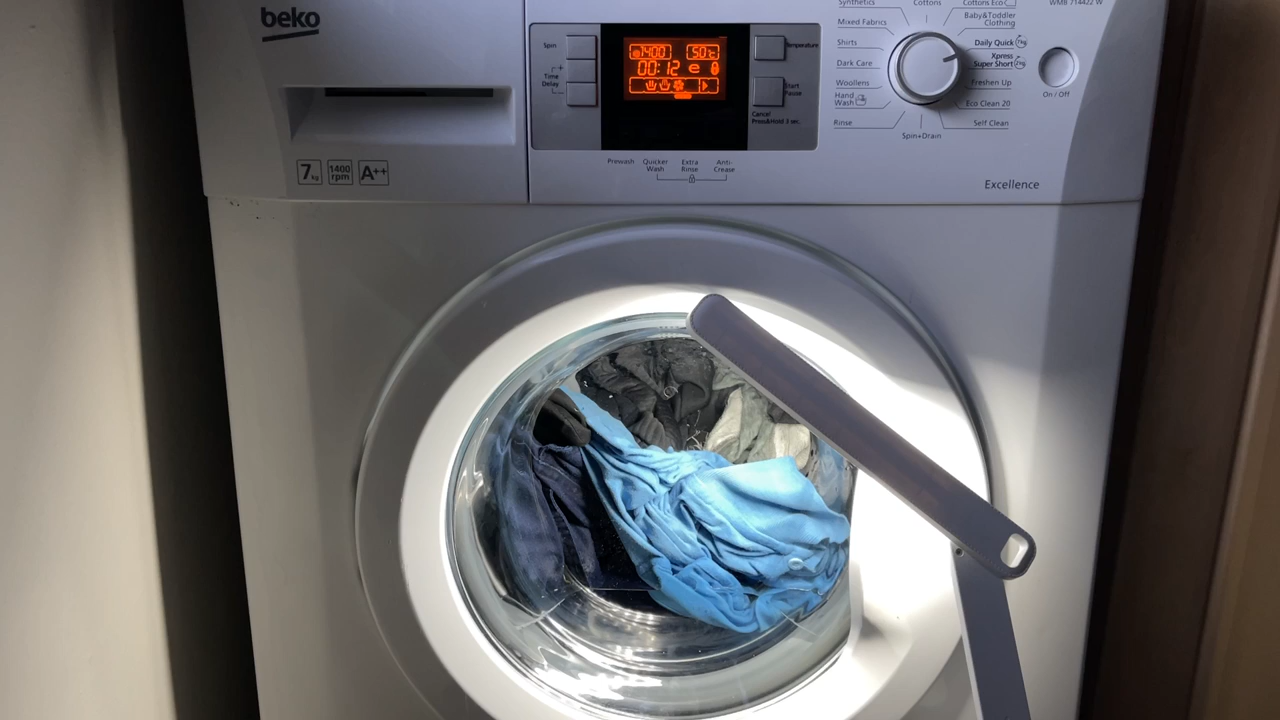 beko
7 kg
1400 rpm
A++
Spin
+
Time Delay
-
1400
50°C
00:12 e
Temperature
Start Pause
Cancel
Press&Hold 3 sec.
Prewash
Quicker Wash
Extra Rinse
Anti-Crease
Synthetics
Mixed Fabrics
Shirts
Dark Care
Woollens
Hand Wash
Rinse
Cottons
Cottons Eco
Baby&Toddler Clothing
Daily Quick
Xpress Super Short
Freshen Up
Eco Clean 20
Self Clean
Spin+Drain
WMB 714422 W
On / Off
Excellence